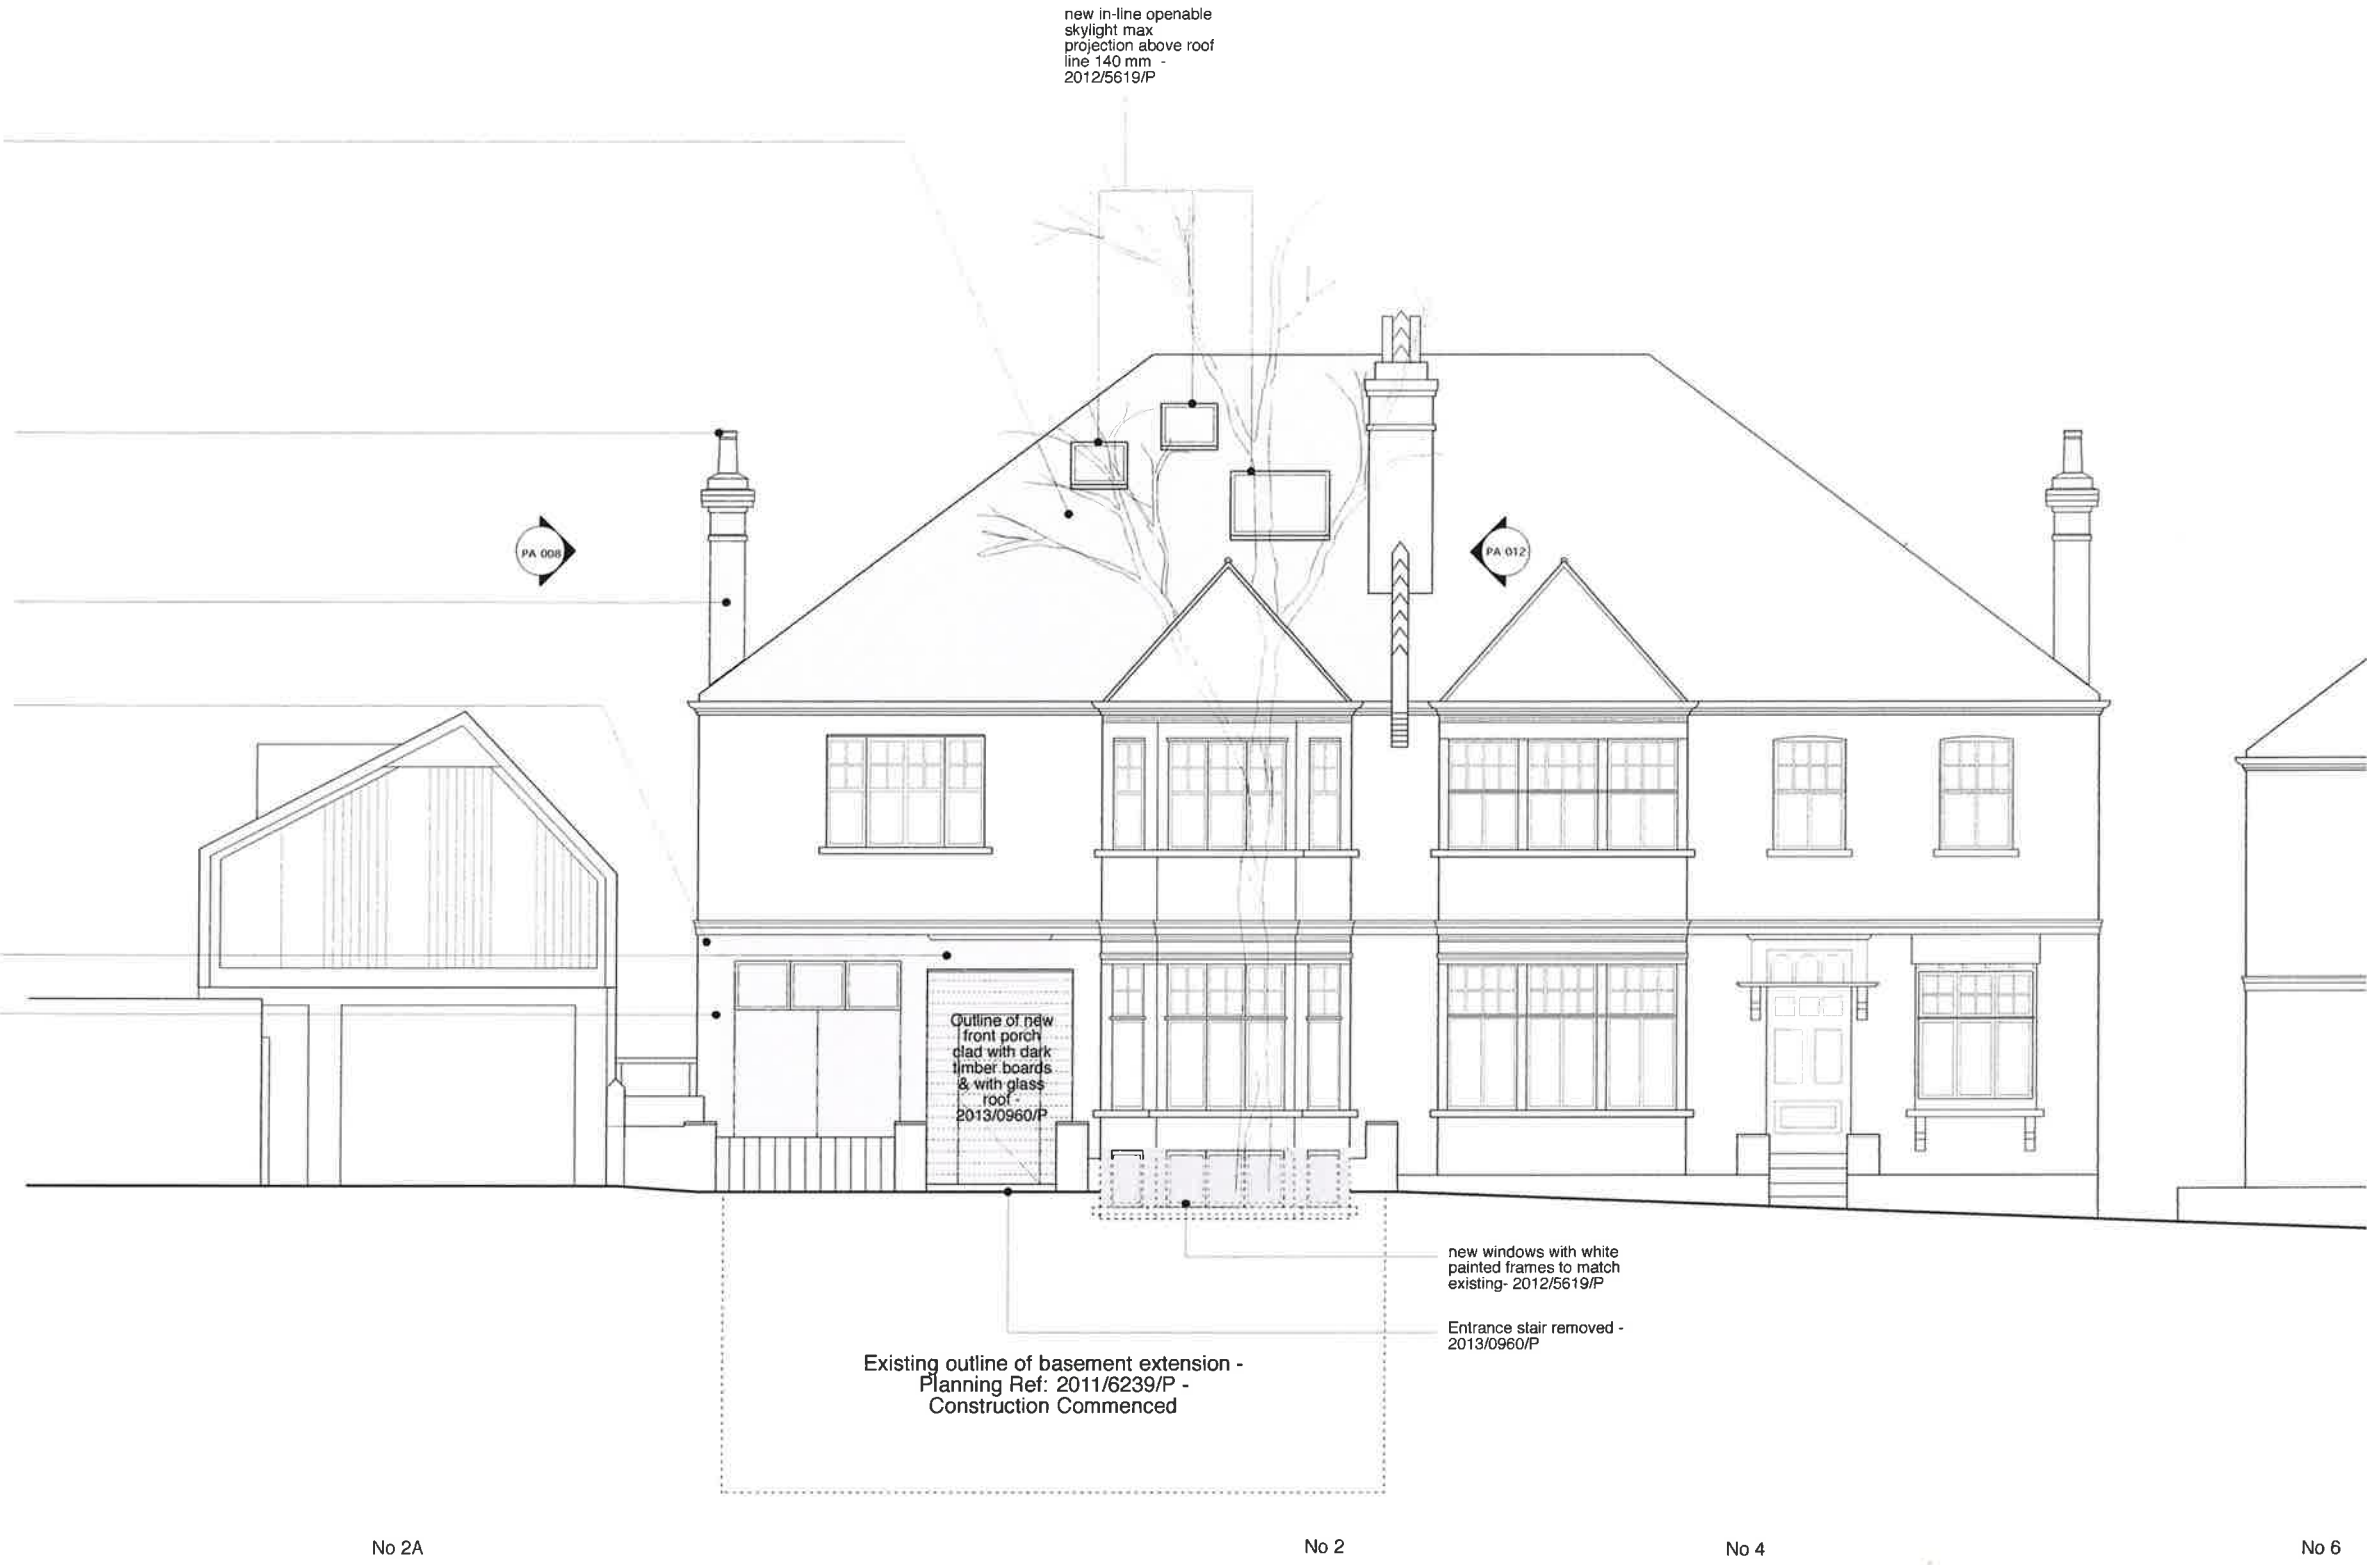 new in-line openable
skylight max
projection above roof
line 140 mm -
2012/5619/P
PA 008
PA 012
Outline of new
front porch
clad with dark
timber boards
& with glass
roof -
2013/0960/P
new windows with white
painted frames to match
existing- 2012/5619/P
Entrance stair removed -
2013/0960/P
Existing outline of basement extension -
Planning Ref: 2011/6239/P -
Construction Commenced
No 2A
No 2
No 4
No 6